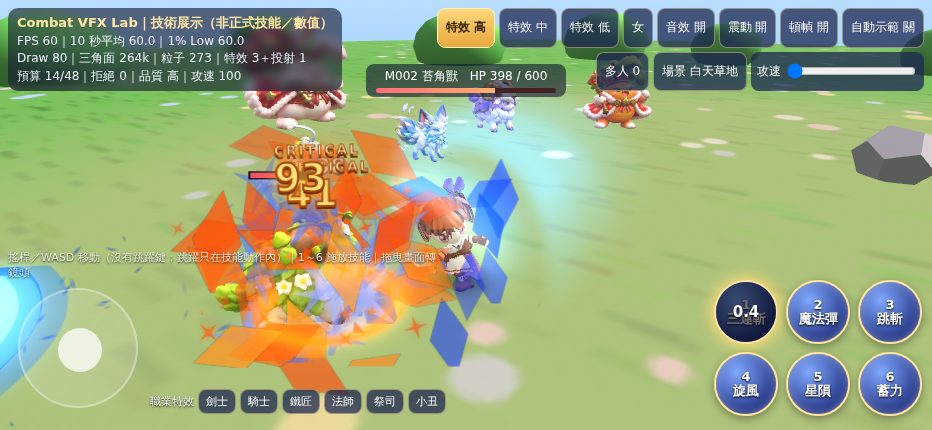 Combat VFX Lab｜技術展示（非正式技能／數值）
FPS 60｜10 秒平均 60.0｜1% Low 60.0
Draw 80｜三角面 264k｜粒子 273｜特效 3＋投射 1
預算 14/48｜拒絕 0｜品質 高｜攻速 100
特效 高
特效 中
特效 低
女
音效 開
震動 開
頓幀 開
自動示範 關
多人 0
場景 白天草地
攻速
M002 苔角獸 HP 398 / 600
CRITICAL
93
41
搖桿／WASD 移動（沒有跳躍鍵；跳躍只在技能動作內）｜1～6 施放技能｜拖曳畫面轉
鏡頭
1
三連斬
0.4
2
魔法彈
3
跳斬
4
旋風
5
星隕
6
蓄力
職業特效
劍士
騎士
鐵匠
法師
祭司
小丑